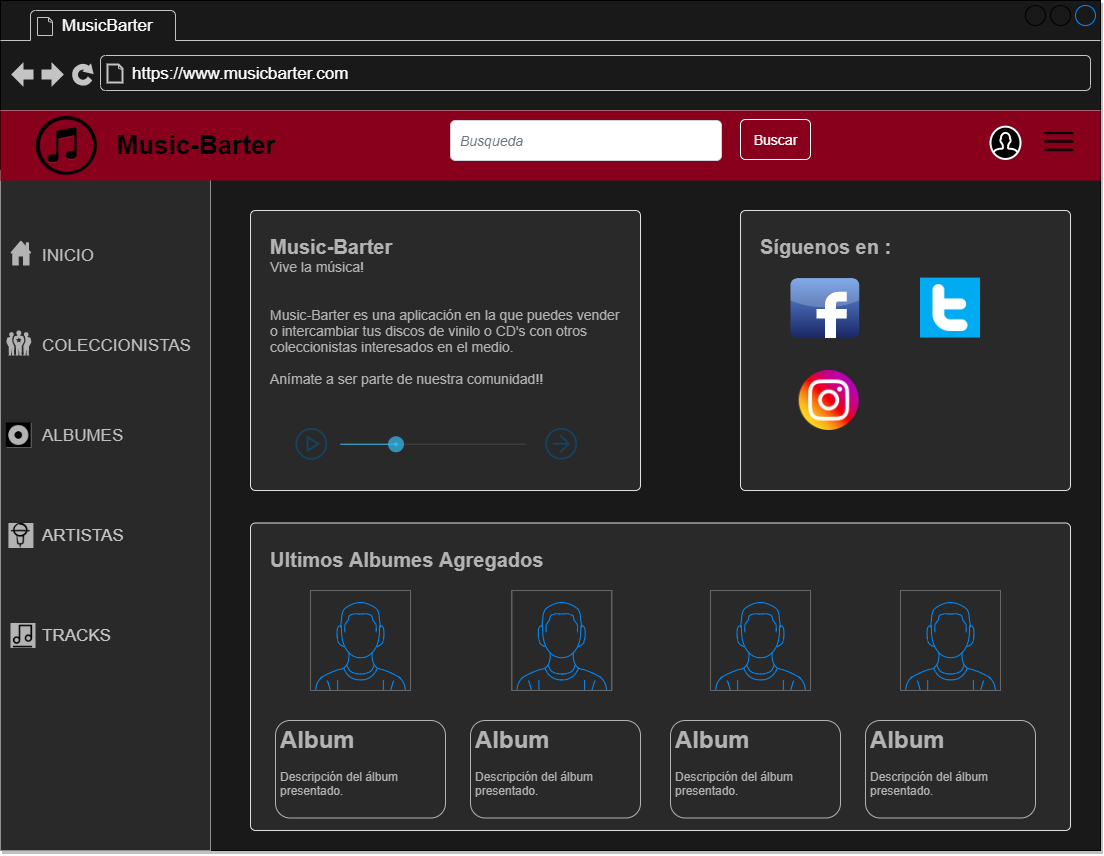 MusicBarter
https://www.musicbarter.com
Music-Barter
Busqueda
Buscar
INICIO
COLECCIONISTAS
ALBUMES
ARTISTAS
TRACKS
Music-Barter
Vive la música!
Music-Barter es una aplicación en la que puedes vender
o intercambiar tus discos de vinilo o CD's con otros
coleccionistas interesados en el medio.
Anímate a ser parte de nuestra comunidad!!
Síguenos en :
Ultimos Albumes Agregados
Album
Descripción del álbum
presentado.
Album
Descripción del álbum
presentado.
Album
Descripción del álbum
presentado.
Album
Descripción del álbum
presentado.